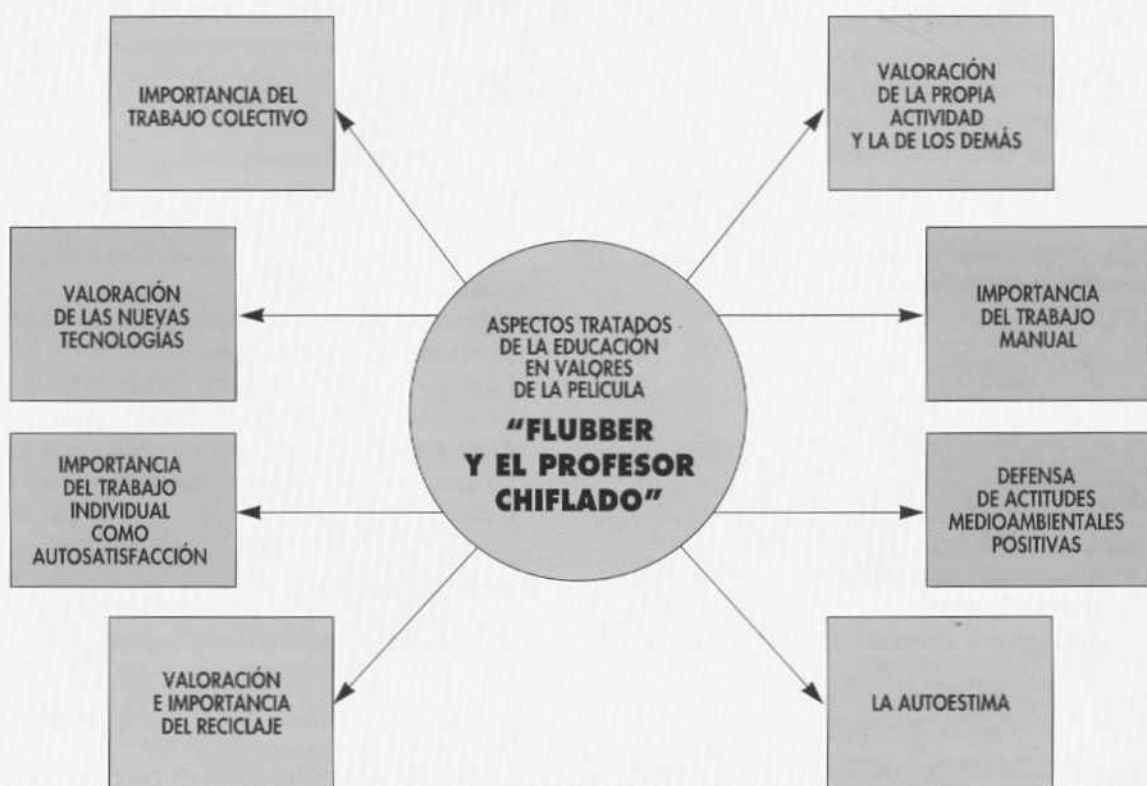 IMPORTANCIA DEL
TRABAJO COLECTIVO
VALORACIÓN
DE LA PROPIA
ACTIVIDAD
Y LA DE LOS DEMÁS
VALORACIÓN
DE LAS NUEVAS
TECNOLOGÍAS
IMPORTANCIA
DEL TRABAJO
MANUAL
ASPECTOS TRATADOS
DE LA EDUCACIÓN
EN VALORES
DE LA PELÍCULA
"FLUBBER
Y EL PROFESOR
CHIFLADO"
IMPORTANCIA
DEL TRABAJO
INDIVIDUAL
COMO
AUTOSATISFACCIÓN
DEFENSA
DE ACTITUDES
MEDIOAMBIENTALES
POSITIVAS
VALORACIÓN
E IMPORTANCIA
DEL RECICLAJE
LA AUTOESTIMA